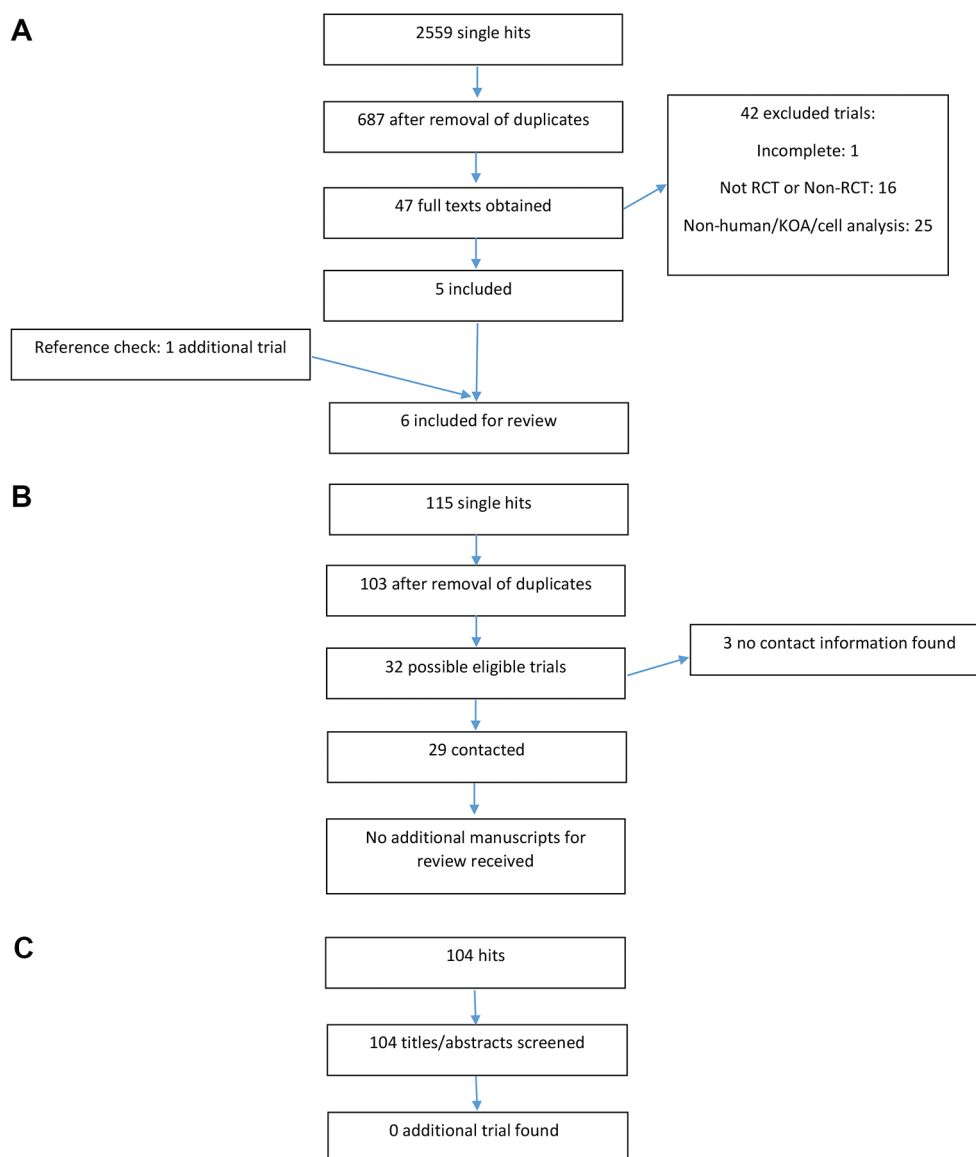 A
2559 single hits
687 after removal of duplicates
42 excluded trials:
Incomplete: 1
Not RCT or Non-RCT: 16
Non-human/KOA/cell analysis: 25
47 full texts obtained
5 included
Reference check: 1 additional trial
6 included for review
B
115 single hits
103 after removal of duplicates
32 possible eligible trials
3 no contact information found
29 contacted
No additional manuscripts for
review received
C
104 hits
104 titles/abstracts screened
0 additional trial found